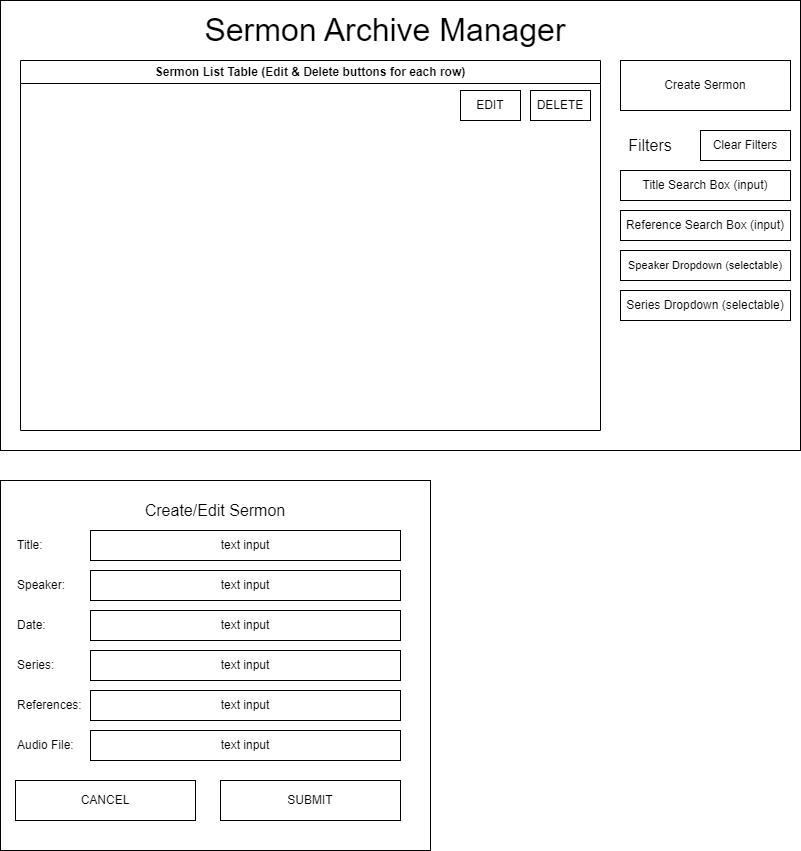 Sermon Archive Manager
Sermon List Table (Edit & Delete buttons for each row)
EDIT
DELETE
Create Sermon
Filters
Clear Filters
Title Search Box (input)
Reference Search Box (input)
Speaker Dropdown (selectable)
Series Dropdown (selectable)
Create/Edit Sermon
Title:
text input
Speaker:
text input
Date:
text input
Series:
text input
References:
text input
Audio File:
text input
CANCEL
SUBMIT